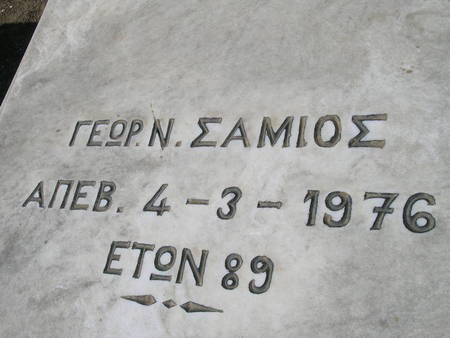 ΓΕΩΡ. Ν. ΣΑΜΙΟΣ
ΑΠΕΒ. 4-3-1976
ΕΤΩΝ 89